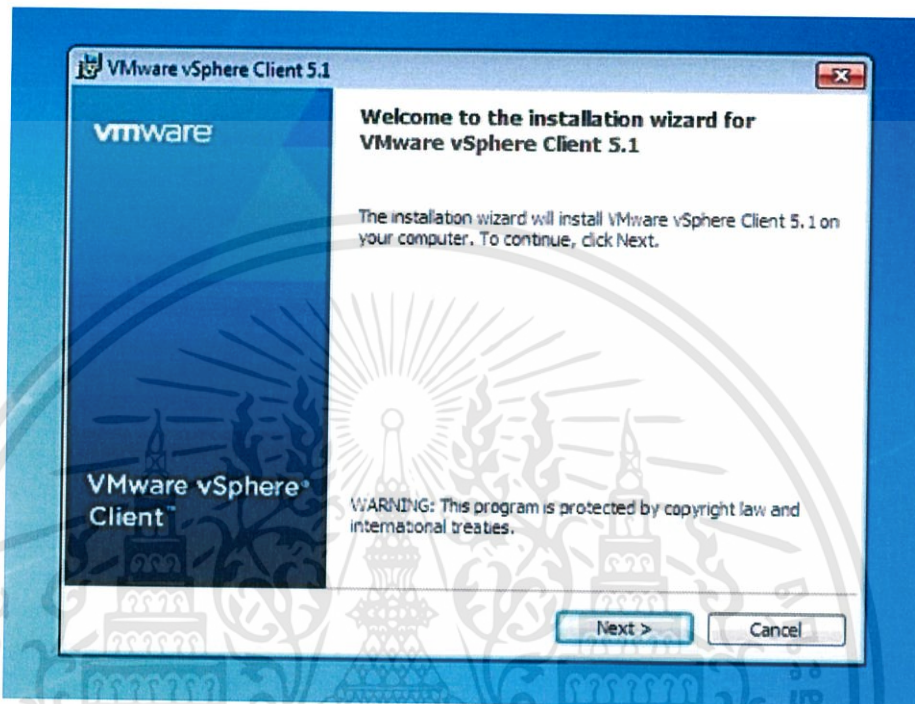 VMware vSphere Client 5.1
vmware
Welcome to the installation wizard for
VMware vSphere Client 5.1
The installation wizard will install VMware vSphere Client 5.1 on
your computer. To continue, click Next.
VMware vSphere®
Client™
WARNING: This program is protected by copyright law and
international treaties.
Next >
Cancel